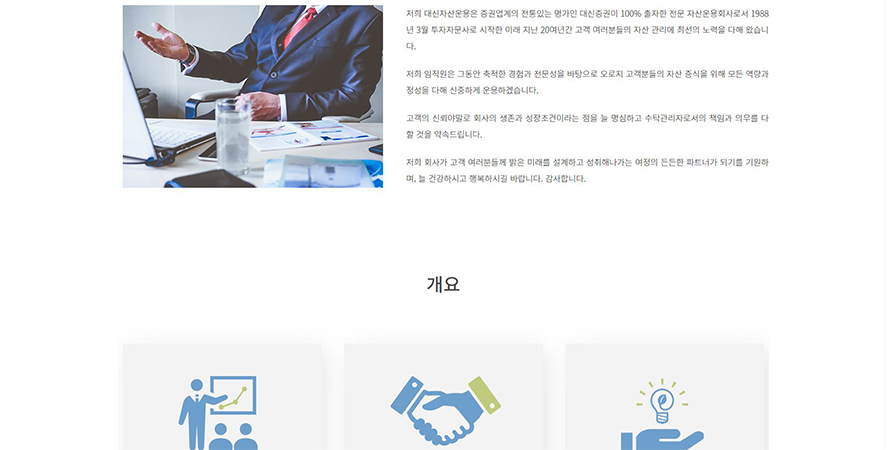 저희 대신자산운용은 증권업계의 전통있는 명가인 대신증권이 100% 출자한 전문 자산운용회사로서 1988
년 3월 투자자문사로 시작한 이래 지난 20여년간 고객 여러분들의 자산 관리에 최선의 노력을 다해 왔습니
다.
저희 임직원은 그동안 축적한 경험과 전문성을 바탕으로 오로지 고객분들의 자산 증식을 위해 모든 역량과
정성을 다해 신중하게 운용하겠습니다.
고객의 신뢰야말로 회사의 생존과 성장조건이라는 점을 늘 명심하고 수탁관리자로서의 책임과 의무를 다
할 것을 약속드립니다.
저희 회사가 고객 여러분들께 밝은 미래를 설계하고 성취해나가는 여정의 든든한 파트너가 되기를 기원하
며, 늘 건강하시고 행복하시길 바랍니다. 감사합니다.
개요